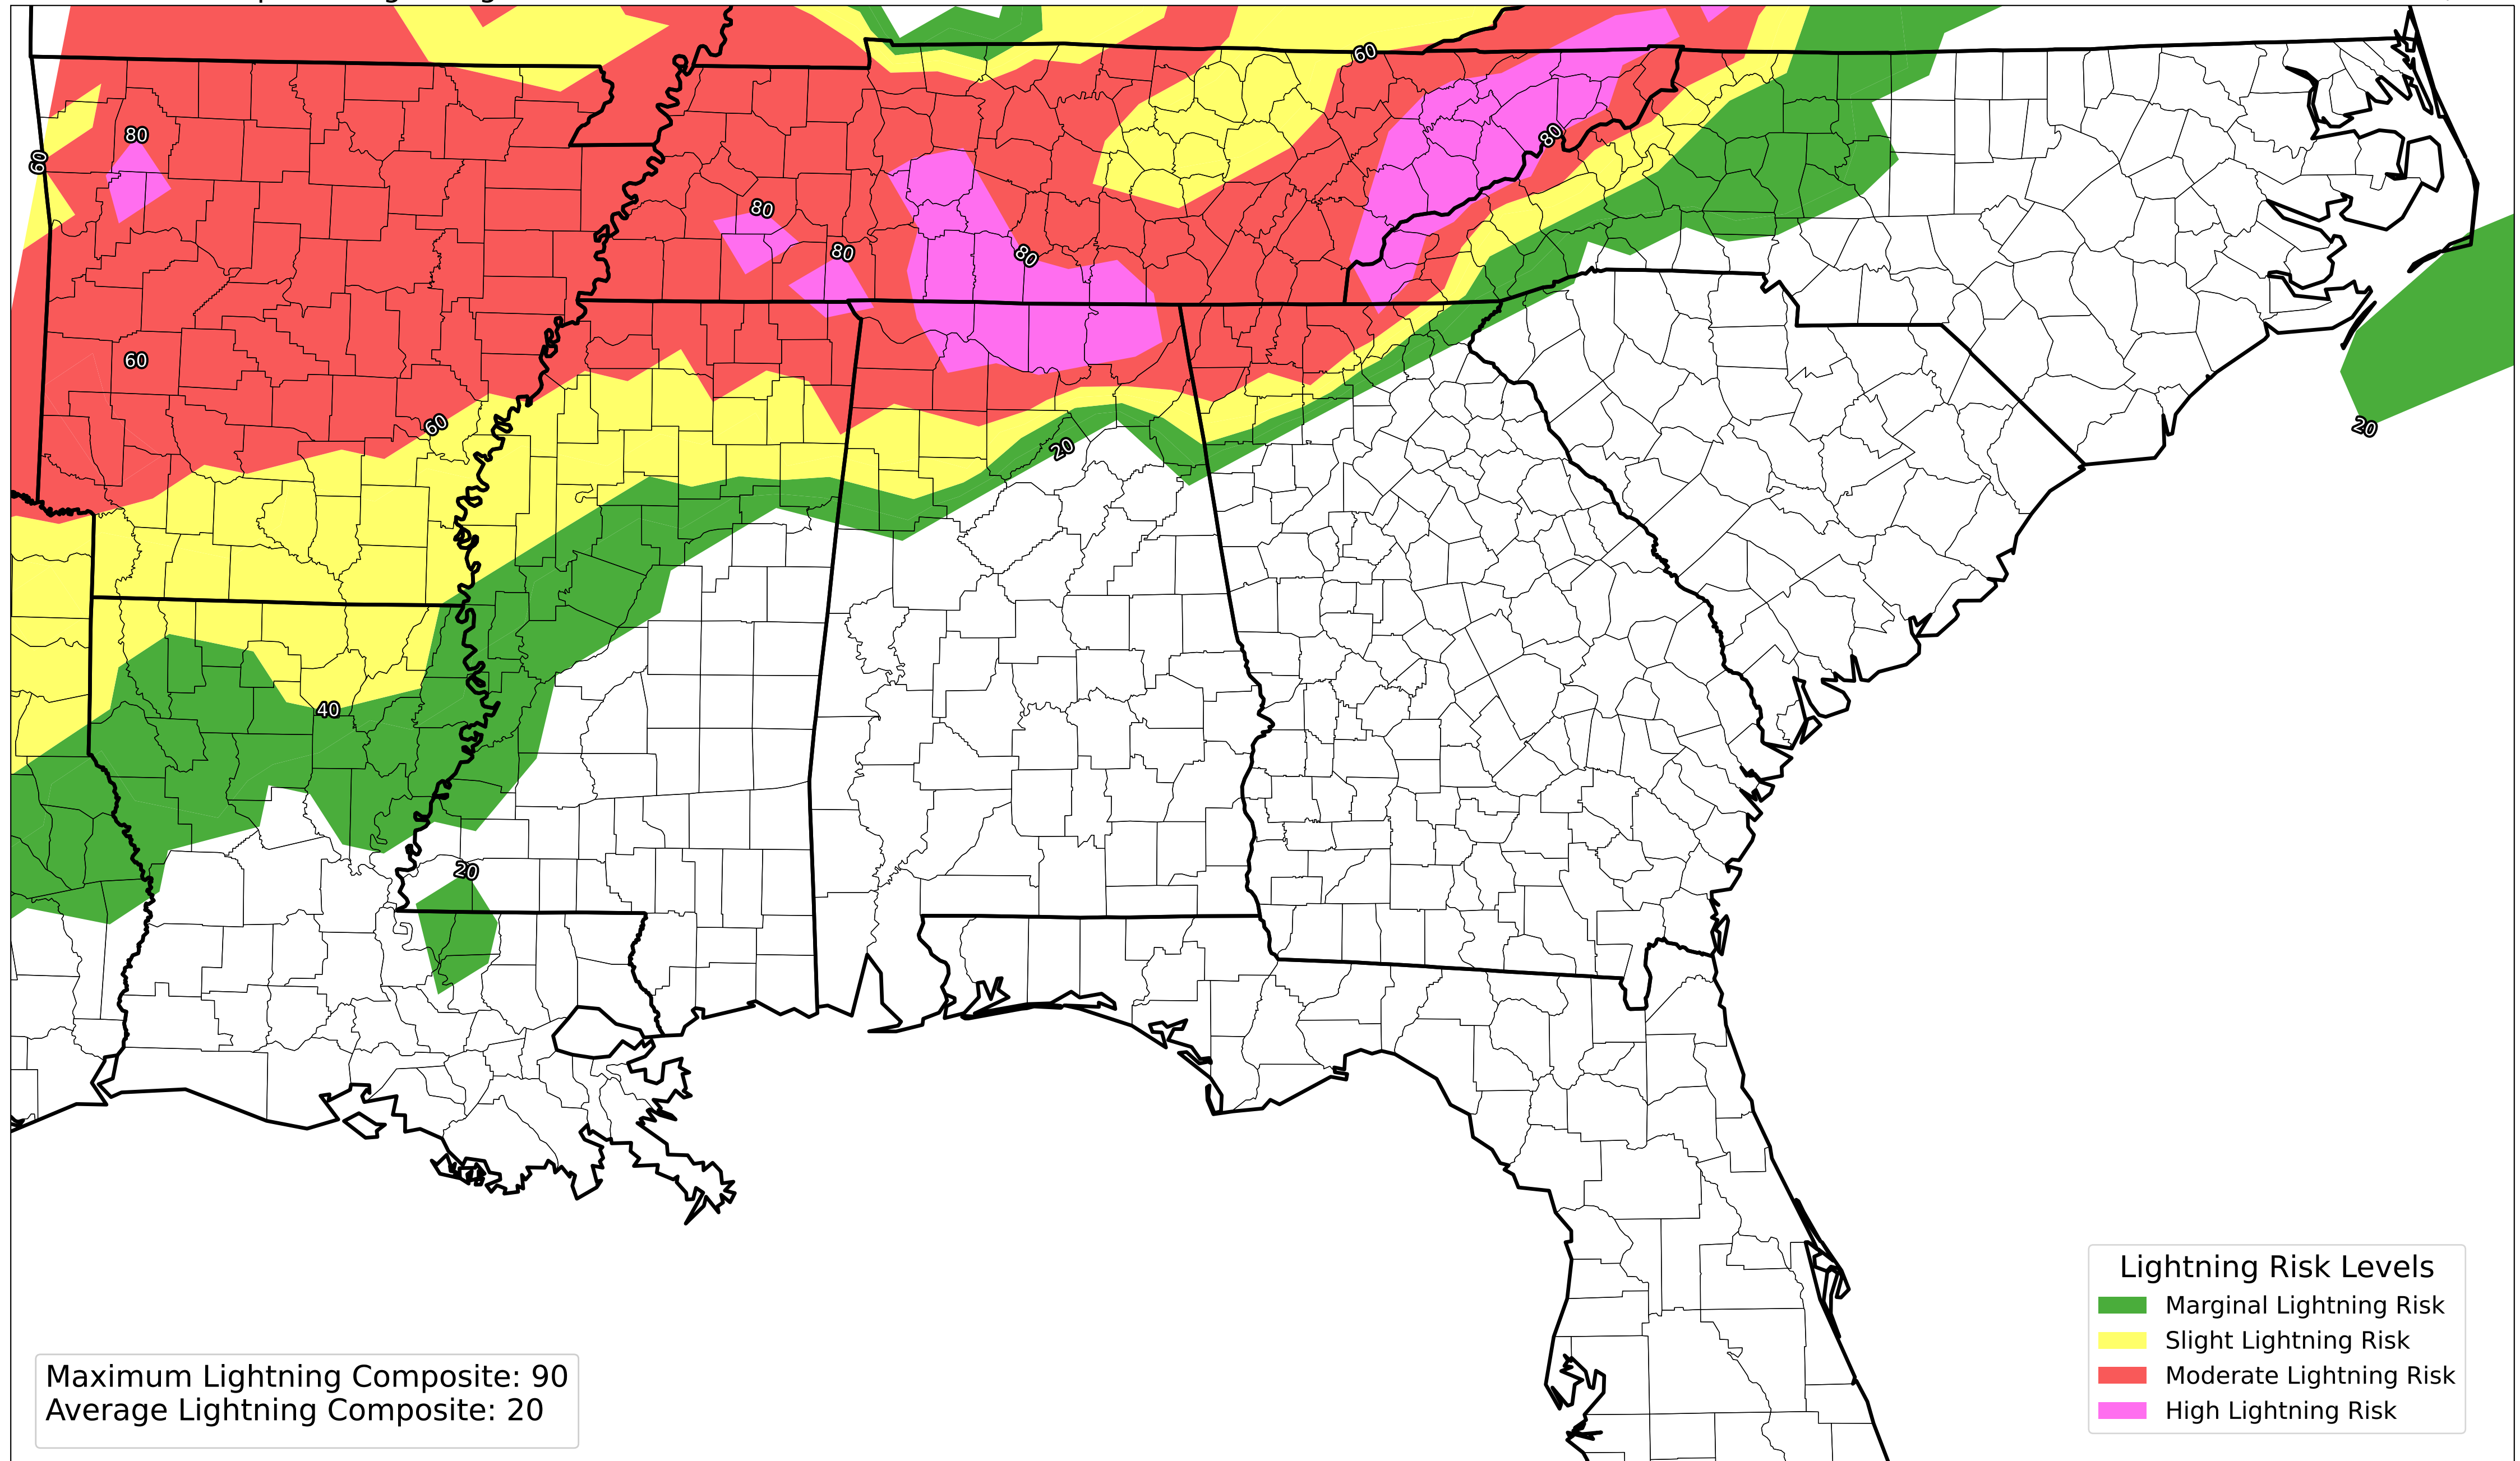 60
80
80
60
80
80
80
60
60
20
20
40
20
Lightning Risk Levels
Marginal Lightning Risk
Slight Lightning Risk
Moderate Lightning Risk
High Lightning Risk
Maximum Lightning Composite: 90
Average Lightning Composite: 20